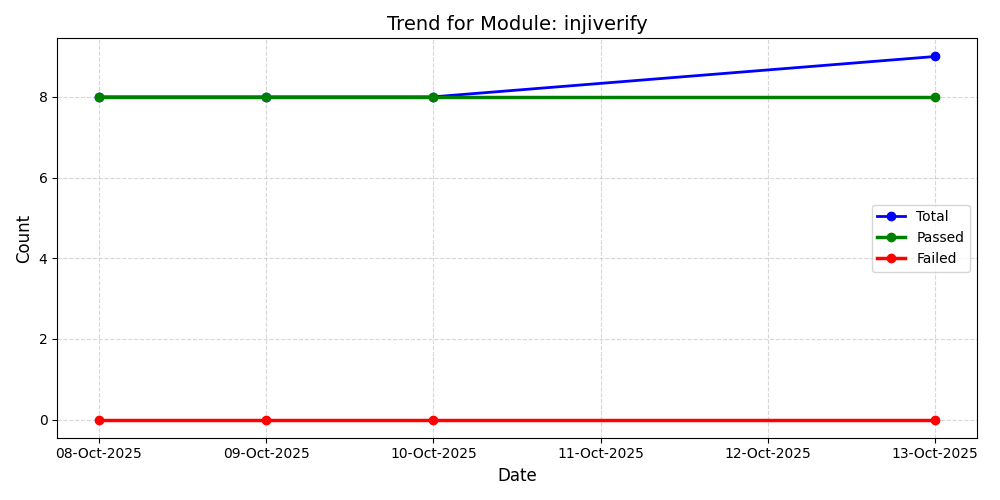 Trend for Module: injiverify
Count
8
6
4
2
0
Total
Passed
Failed
08-Oct-2025 09-Oct-2025 10-Oct-2025 11-Oct-2025 12-Oct-2025 13-Oct-2025
Date